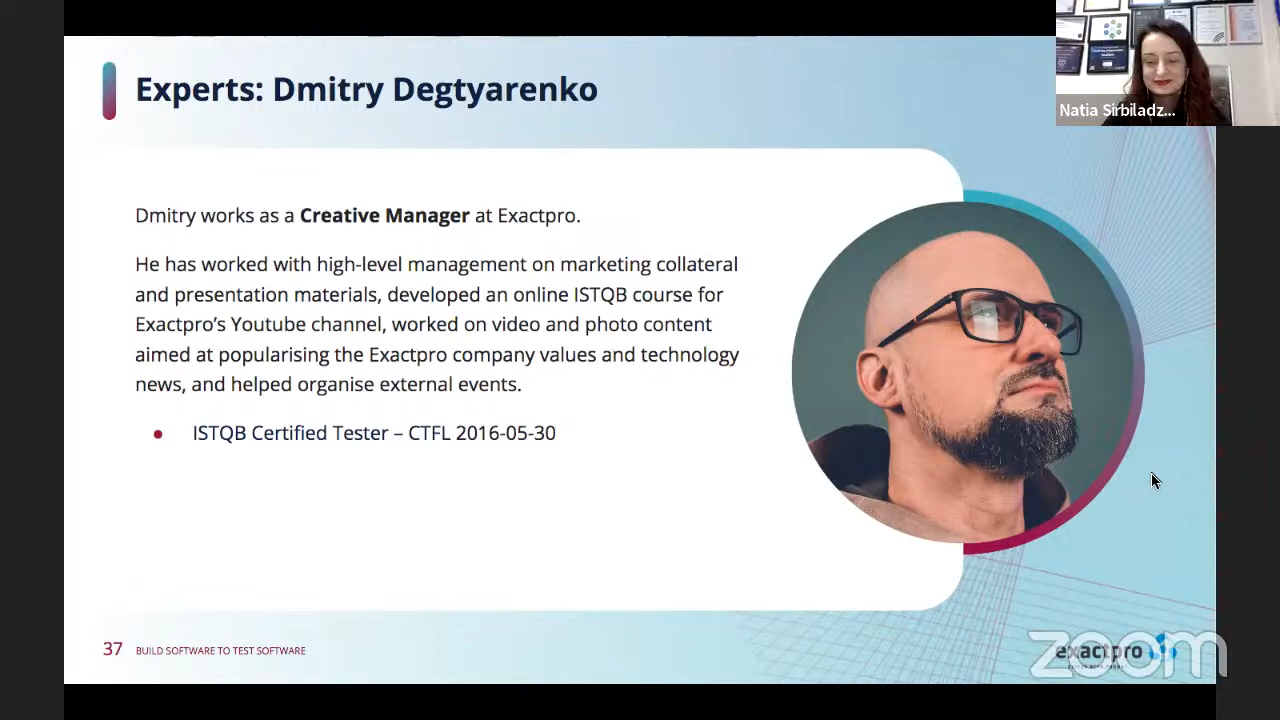 Experts: Dmitry Degtyarenko
Natia Sirbiladz...
Dmitry works as a Creative Manager at Exactpro.
He has worked with high-level management on marketing collateral
and presentation materials, developed an online ISTQB course for
Exactpro’s Youtube channel, worked on video and photo content
aimed at popularising the Exactpro company values and technology
news, and helped organise external events.
● ISTQB Certified Tester – CTFL 2016-05-30
37 BUILD SOFTWARE TO TEST SOFTWARE
exactpro
zoom